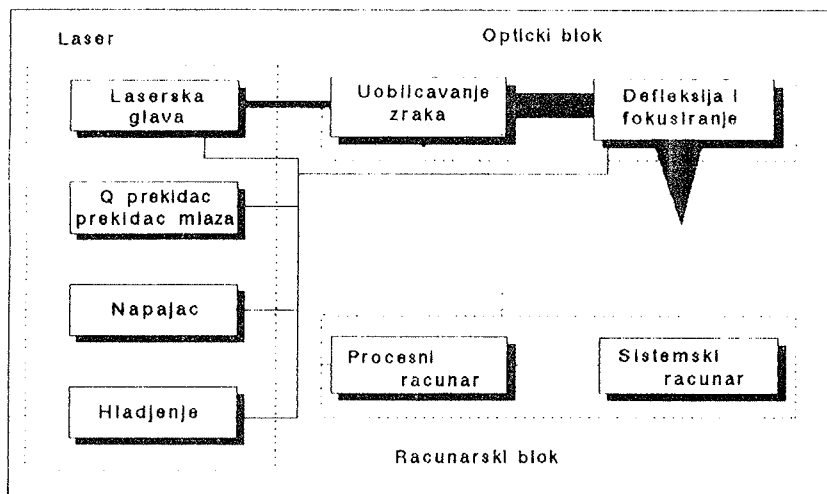 Laser
Opticki blok
Laserska
glava
Uoblicavanje
zraka
Defleksija i
fokusiranje
Q prekidac
prekidac mlaza
Napajac
Hladjenje
Procesni
racunar
Sistemski
racunar
Racunarski blok